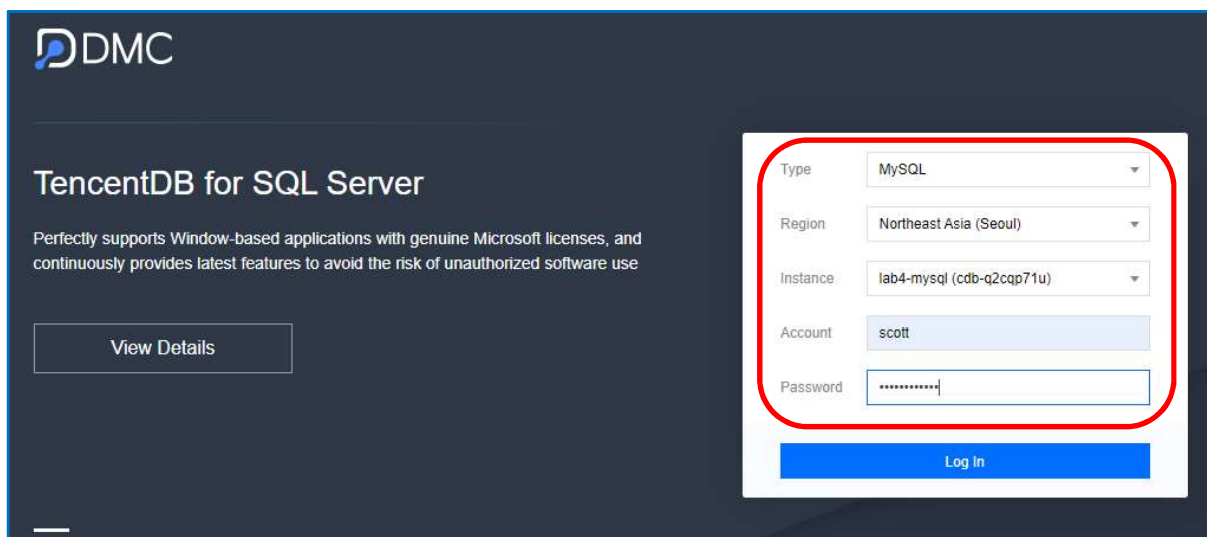 DMC
TencentDB for SQL Server
Perfectly supports Window-based applications with genuine Microsoft licenses, and
continuously provides latest features to avoid the risk of unauthorized software use
View Details
Type MySQL
Region Northeast Asia (Seoul)
Instance lab4-mysql (cdb-q2cqp71u)
Account scott
Password ••••••••••••
Log In